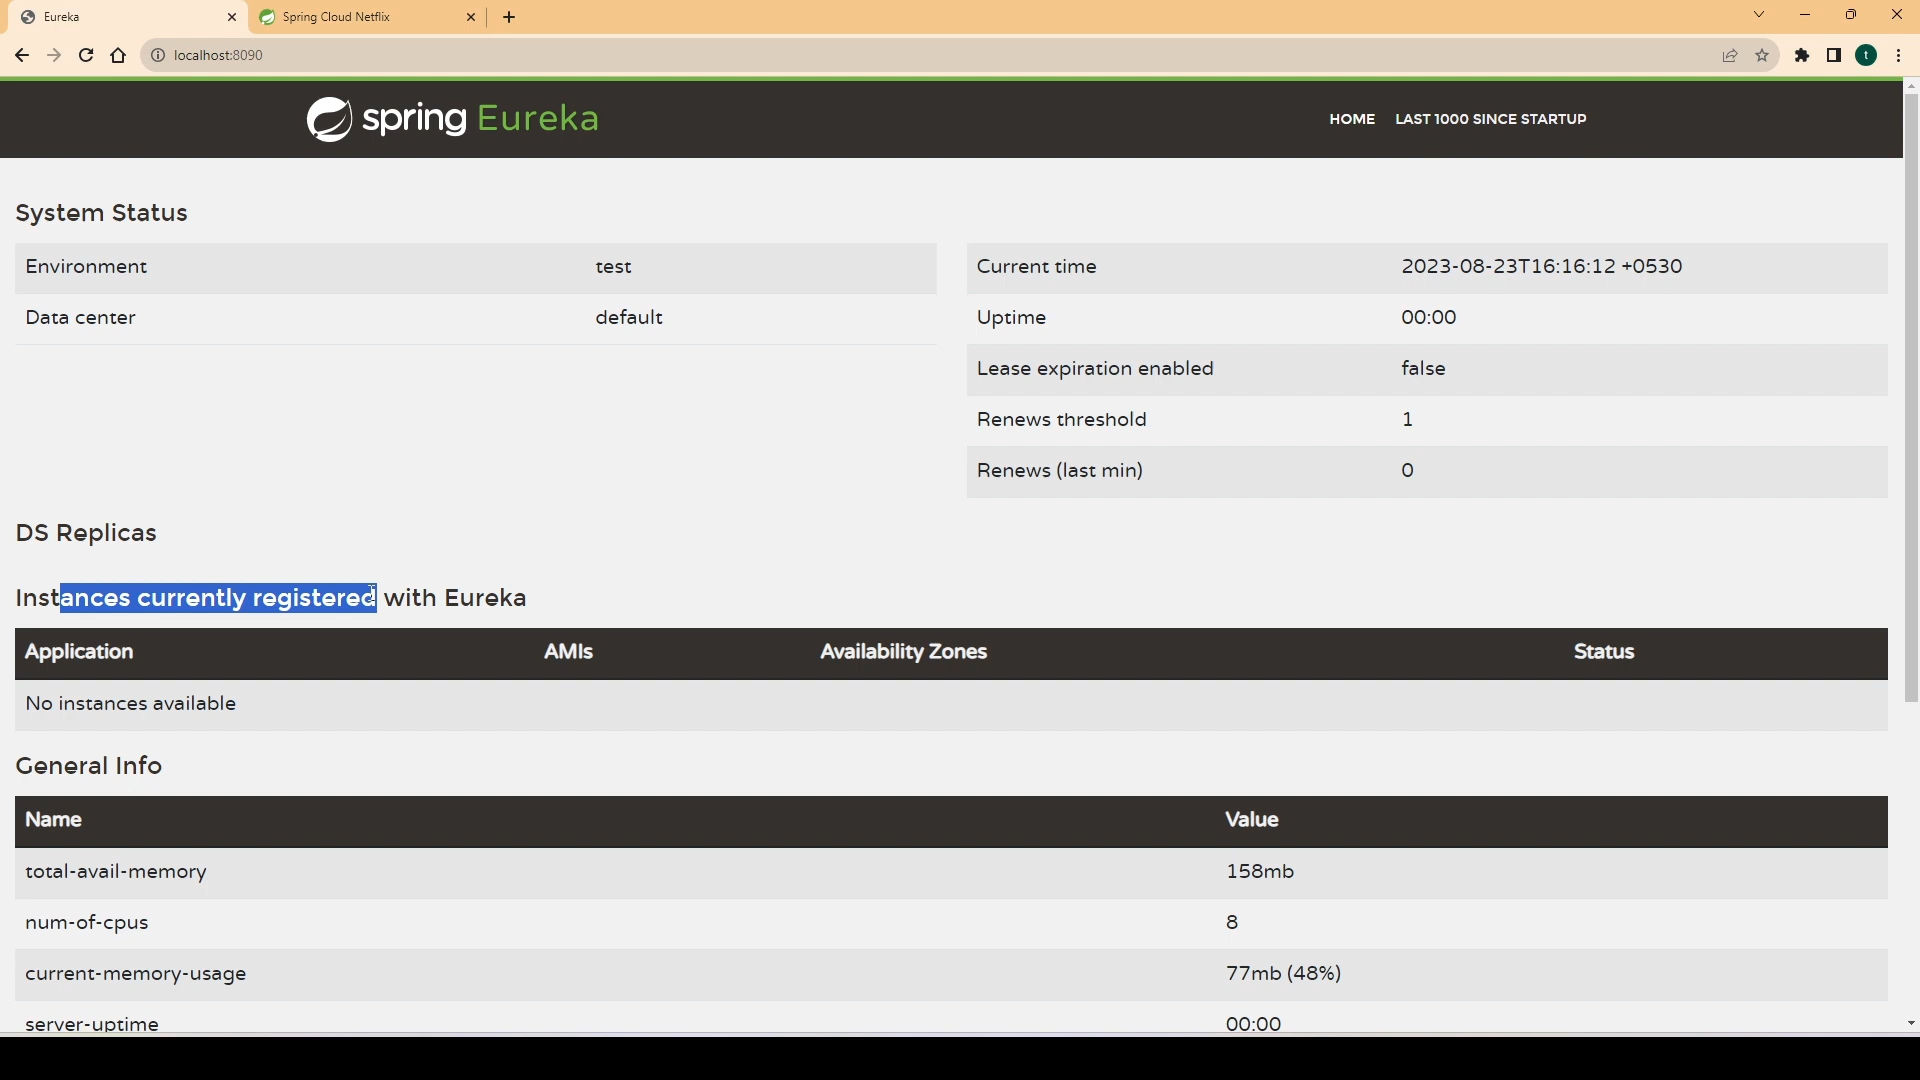 Eureka
Spring Cloud Netflix
localhost:8090
t
spring Eureka
HOME LAST 1000 SINCE STARTUP
System Status
Environment test
Data center default
Current time 2023-08-23T16:16:12 +0530
Uptime 00:00
Lease expiration enabled false
Renews threshold 1
Renews (last min) 0
DS Replicas
Instances currently registered with Eureka
Application AMIs Availability Zones Status
No instances available
General Info
Name Value
total-avail-memory 158mb
num-of-cpus 8
current-memory-usage 77mb (48%)
server-uptime 00:00